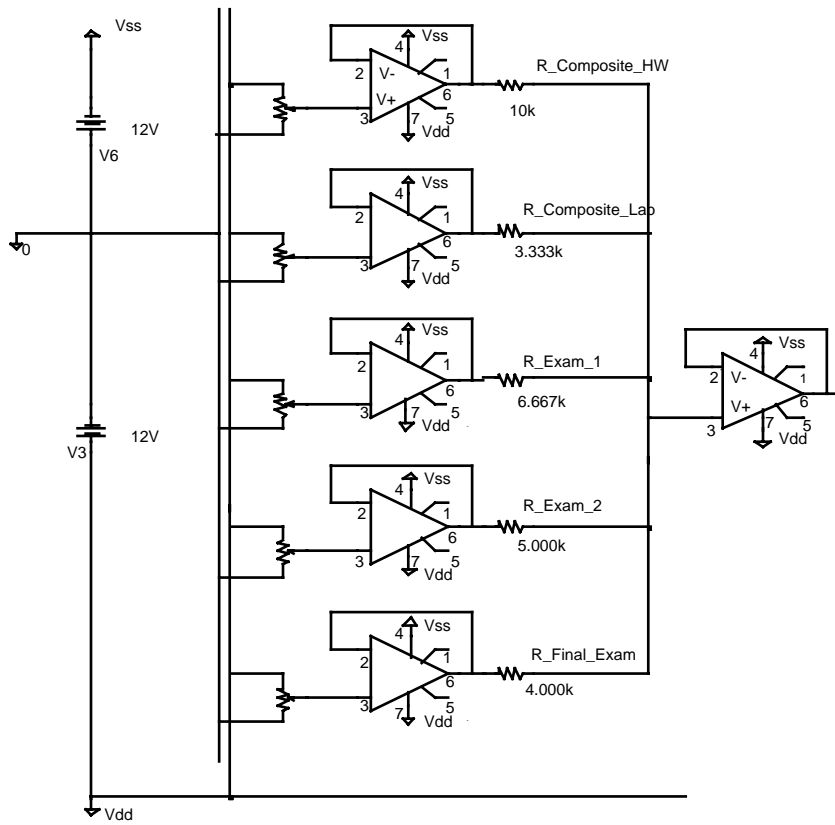 Vss
12V
V6
0
12V
V3
Vdd
Vss
4
2
V-
V+
3
1
6
5
7
Vdd
R_Composite_HW
10k
Vss
4
2
3
1
6
5
7
Vdd
R_Composite_Lab
3.333k
Vss
4
2
3
1
6
5
7
Vdd
R_Exam_1
6.667k
Vss
4
2
3
1
6
5
7
Vdd
R_Exam_2
5.000k
Vss
4
2
3
1
6
5
7
Vdd
R_Final_Exam
4.000k
Vss
4
2
V-
V+
3
1
6
5
7
Vdd